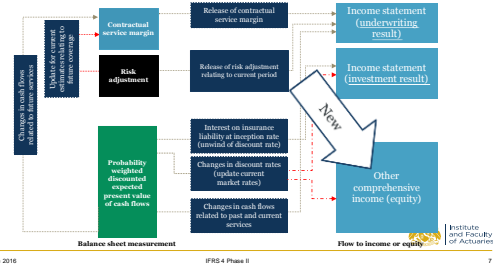 Changes in cash flows
related to future services
Update for current
estimates relating to
future coverage
Contractual
service margin
Risk
adjustment
Probability
weighted
discounted
expected
present value
of cash flows
Balance sheet measurement
Release of contractual
service margin
Release of risk adjustment
relating to current period
Interest on insurance
liability at inception rate
(unwind of discount rate)
Changes in discount rates
(update current
market rates)
Changes in cash flows
related to past and current
services
New
Income statement
(underwriting
result)
Income statement
(investment result)
Other
comprehensive
income (equity)
Flow to income or equity
Institute
and Faculty
of Actuaries
2016
IFRS 4 Phase II
7